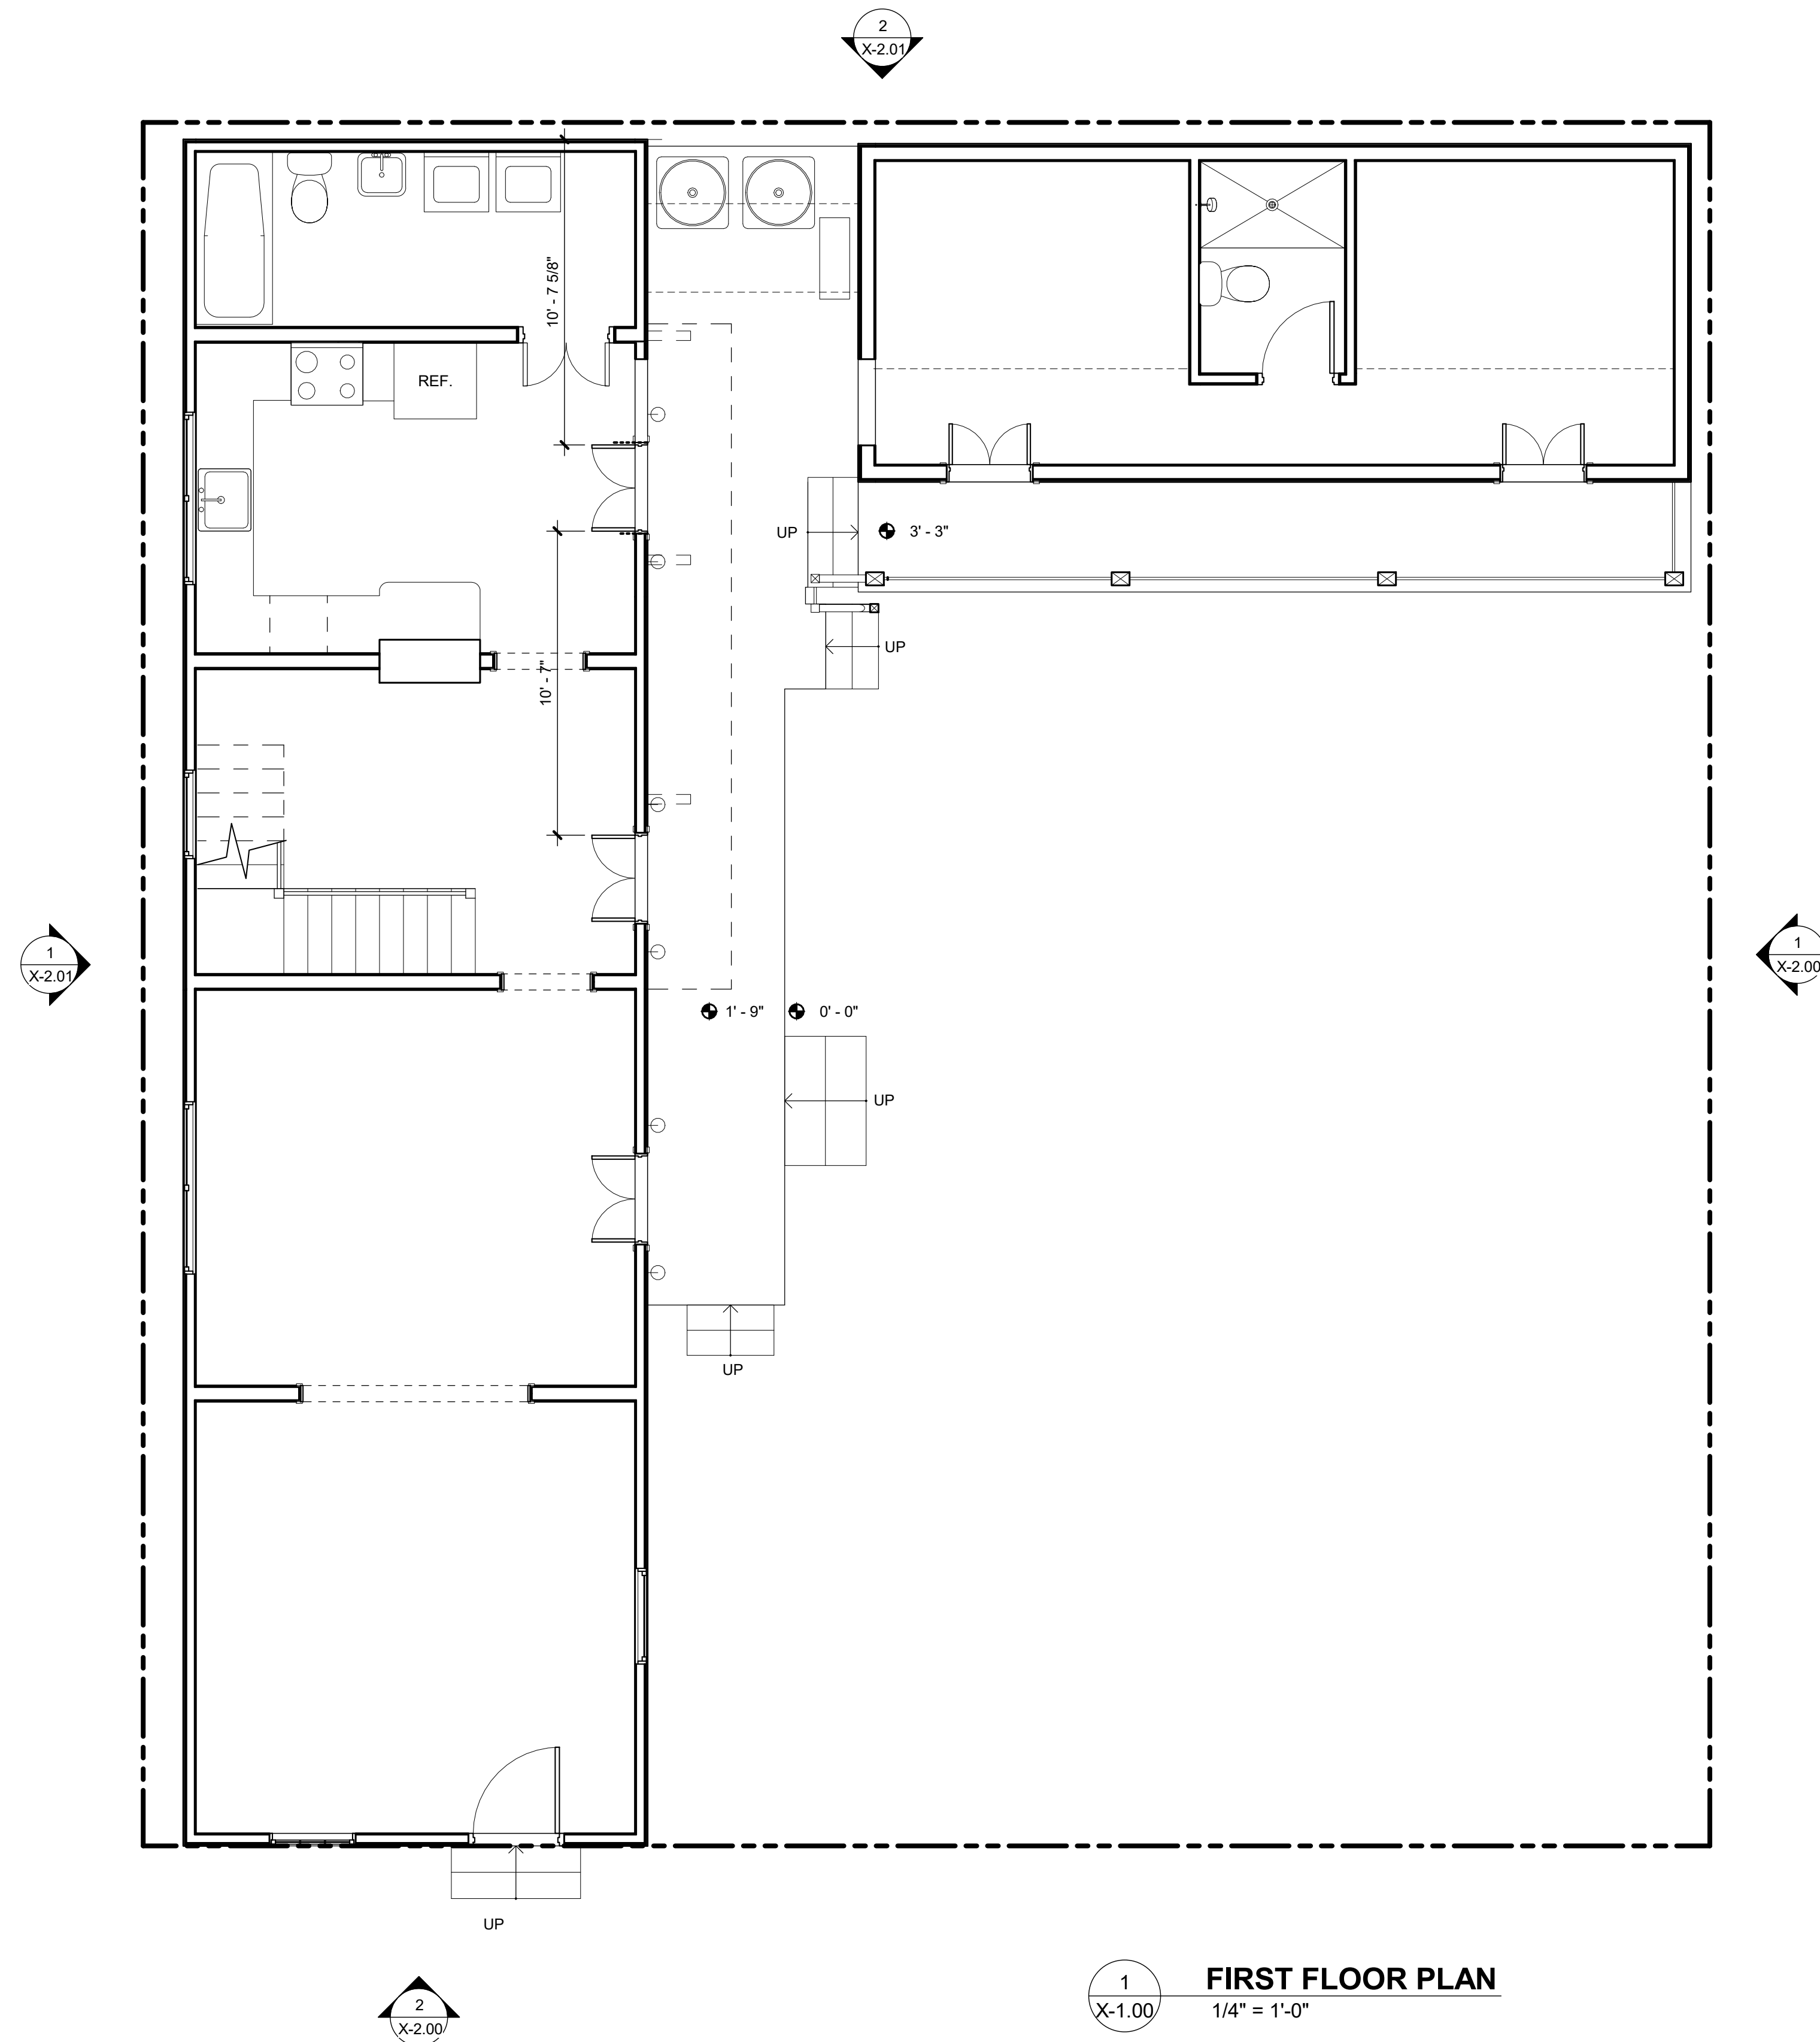 2
X-2.01
10' - 7 5/8"
REF.
UP
3' - 3"
UP
10' - 7"
1
X-2.01
1
X-2.00
1' - 9"
0' - 0"
UP
UP
UP
2
X-2.00
1
X-1.00
FIRST FLOOR PLAN
1/4" = 1'-0"